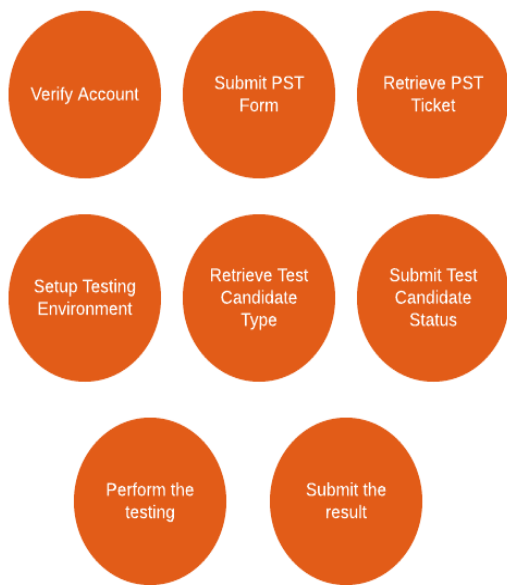 Verify Account
Submit PST
Form
Retrieve PST
Ticket
Setup Testing
Environment
Retrieve Test
Candidate
Type
Submit Test
Candidate
Status
Perform the
testing
Submit the
result